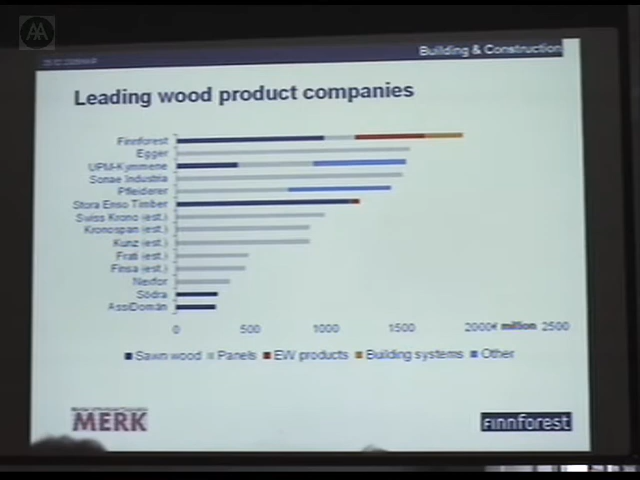 AA
Building & Construction
Leading wood product companies
Finnforest
Egger
UPM-Kymmene
Sonae Industria
Pfleiderer
Stora Enso Timber
Swiss Krono (est.)
Kronospan (est.)
Kunz (est.)
Frati (est.)
Finsa (est.)
Nexfor
Södra
AssiDomän
0 500 1000 1500 2000€ million 2500
Sawn wood Panels EW products Building systems Other
MERK
Finnforest